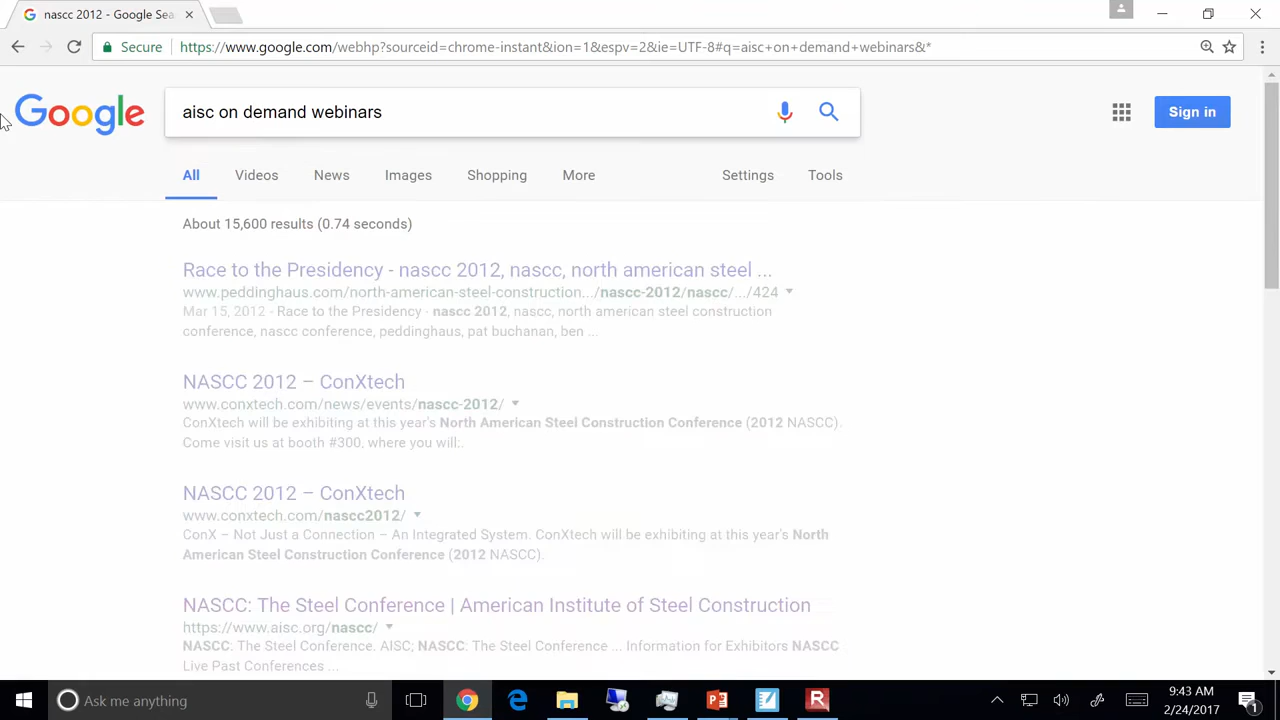 nascc 2012 - Google Sea
Secure https://www.google.com/webhp?sourceid=chrome-instant&ion=1&espv=2&ie=UTF-8#q=aisc+on+demand+webinars&*
Google
aisc on demand webinars
Sign in
All Videos News Images Shopping More Settings Tools
About 15,600 results (0.74 seconds)
Race to the Presidency - nascc 2012, nascc, north american steel ...
www.peddinghaus.com/north-american-steel-construction.../nascc-2012/nascc/.../424
Mar 15, 2012 - Race to the Presidency · nascc 2012, nascc, north american steel construction
conference, nascc conference, peddinghaus, pat buchanan, ben ...
NASCC 2012 – ConXtech
www.conxtech.com/news/events/nascc-2012/
ConXtech will be exhibiting at this year's North American Steel Construction Conference (2012 NASCC).
Come visit us at booth #300, where you will:.
NASCC 2012 – ConXtech
www.conxtech.com/nascc2012/
ConX – Not Just a Connection – An Integrated System. ConXtech will be exhibiting at this year's North
American Steel Construction Conference (2012 NASCC).
NASCC: The Steel Conference | American Institute of Steel Construction
https://www.aisc.org/nascc/
NASCC: The Steel Conference. AISC; NASCC: The Steel Conference ... Information for Exhibitors NASCC
Live Past Conferences ...
Ask me anything
9:43 AM
2/24/2017